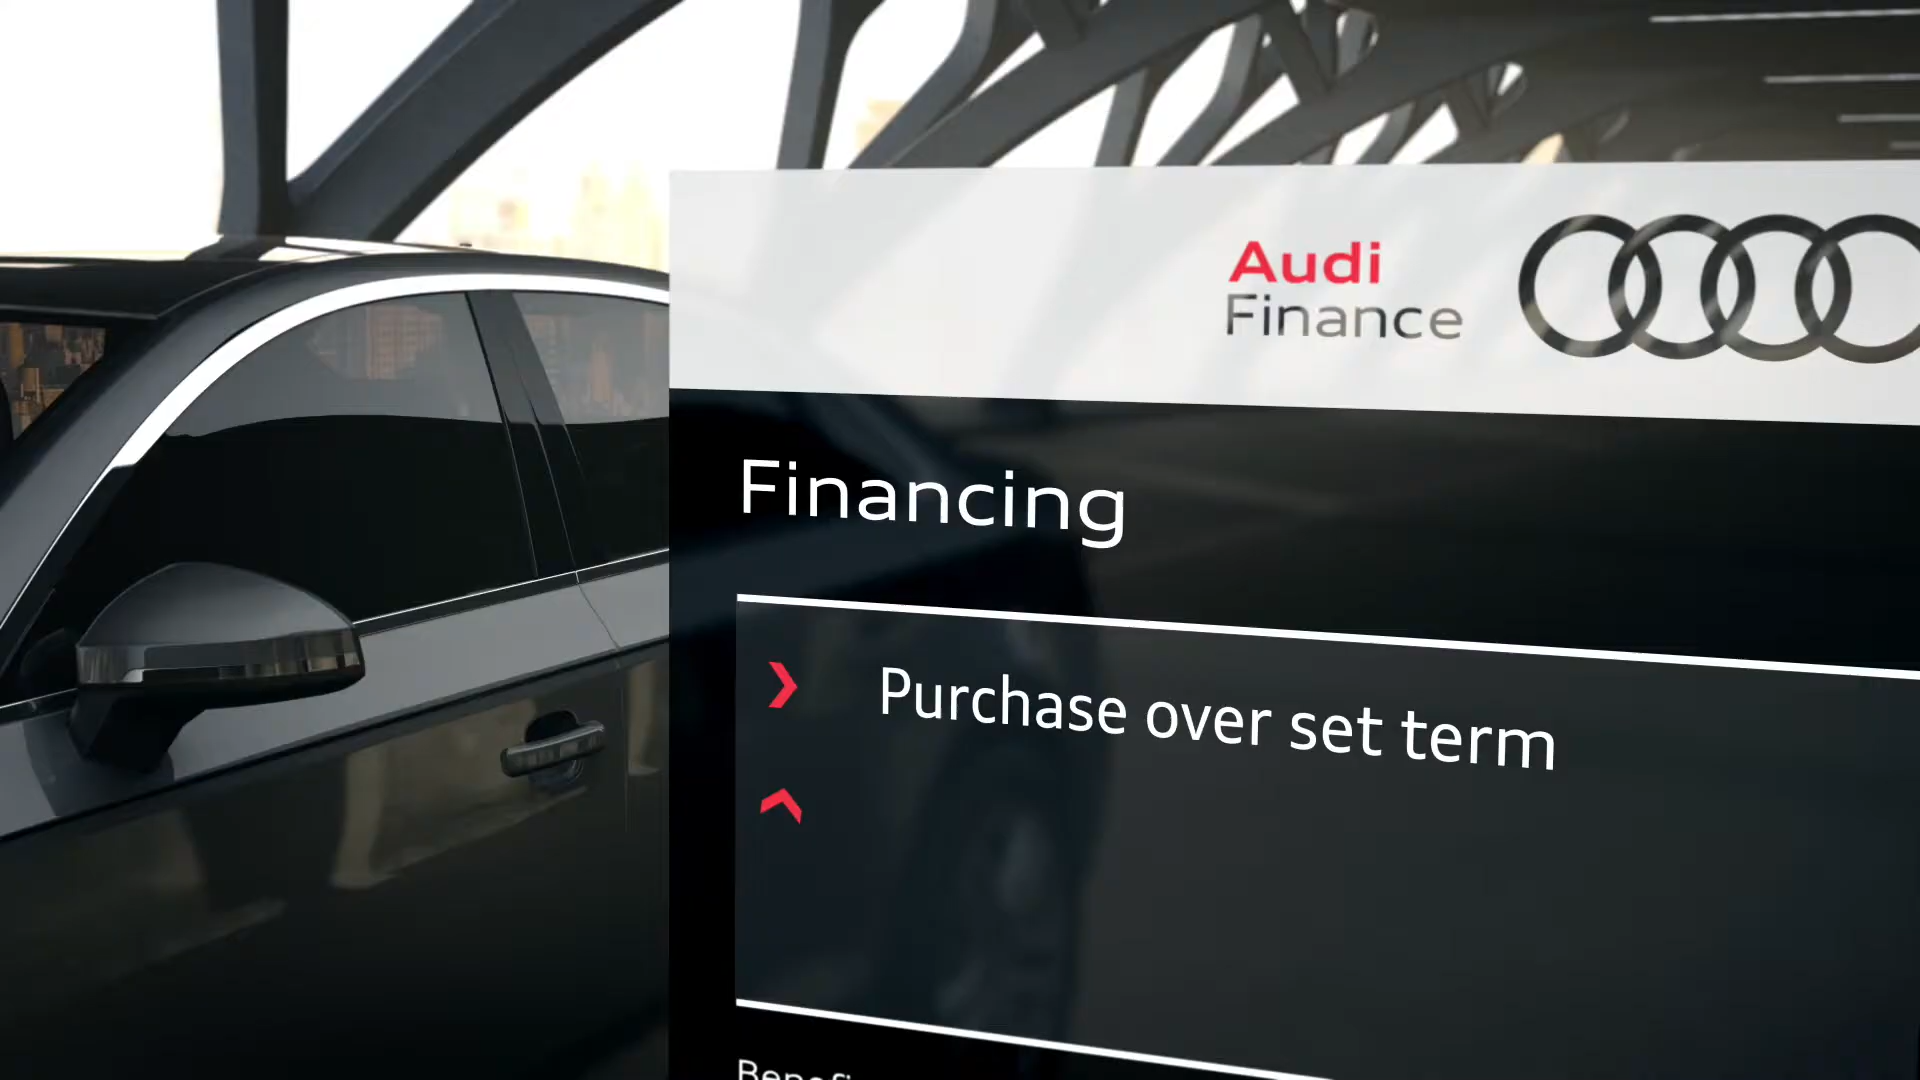 Audi
Finance
Financing
Purchase over set term